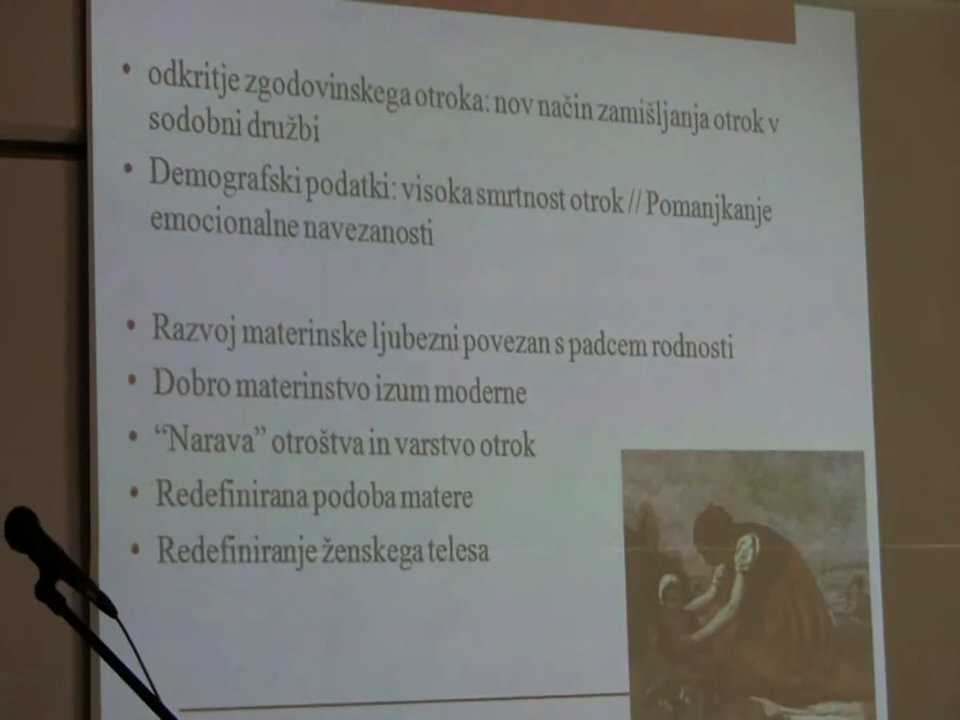 • odkritje zgodovinskega otroka: nov način zamišljanja otrok v
sodobni družbi
• Demografski podatki: visoka smrtnost otrok // Pomanjkanje
emocionalne navezanosti
• Razvoj materinske ljubezni povezan s padcem rodnosti
• Dobro materinstvo izum moderne
• “Narava” otroštva in varstvo otrok
• Redefinirana podoba matere
• Redefiniranje ženskega telesa